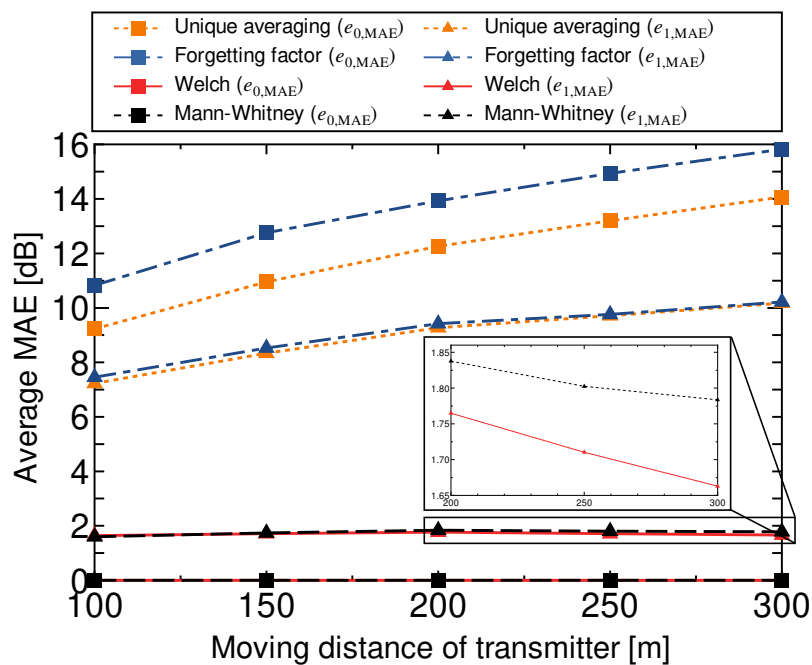 Unique averaging (e0,MAE) Unique averaging (e1,MAE)
Forgetting factor (e0,MAE) Forgetting factor (e1,MAE)
Welch (e0,MAE) Welch (e1,MAE)
Mann-Whitney (e0,MAE) Mann-Whitney (e1,MAE)
16
14
12
10
8
6
4
2
0
Average MAE [dB]
1.85
1.80
1.75
1.70
1.65
200 250 300
100 150 200 250 300
Moving distance of transmitter [m]